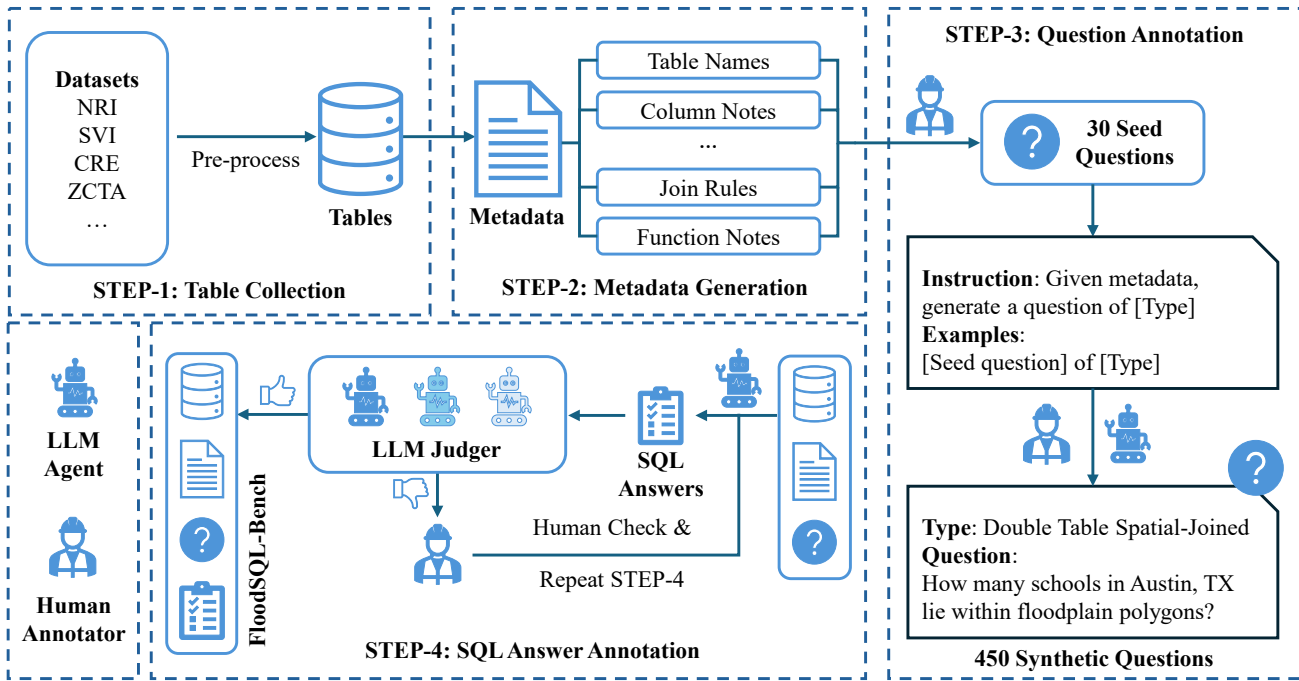 Datasets
NRI
SVI
CRE
ZCTA
...
Pre-process
Tables
STEP-1: Table Collection
Metadata
Table Names
Column Notes
...
Join Rules
Function Notes
STEP-2: Metadata Generation
STEP-3: Question Annotation
30 Seed
Questions
Instruction: Given metadata,
generate a question of [Type]
Examples:
[Seed question] of [Type]
Type: Double Table Spatial-Joined
Question:
How many schools in Austin, TX
lie within floodplain polygons?
450 Synthetic Questions
LLM
Agent
Human
Annotator
FloodSQL-Bench
LLM Judger
SQL
Answers
Human Check &
Repeat STEP-4
STEP-4: SQL Answer Annotation